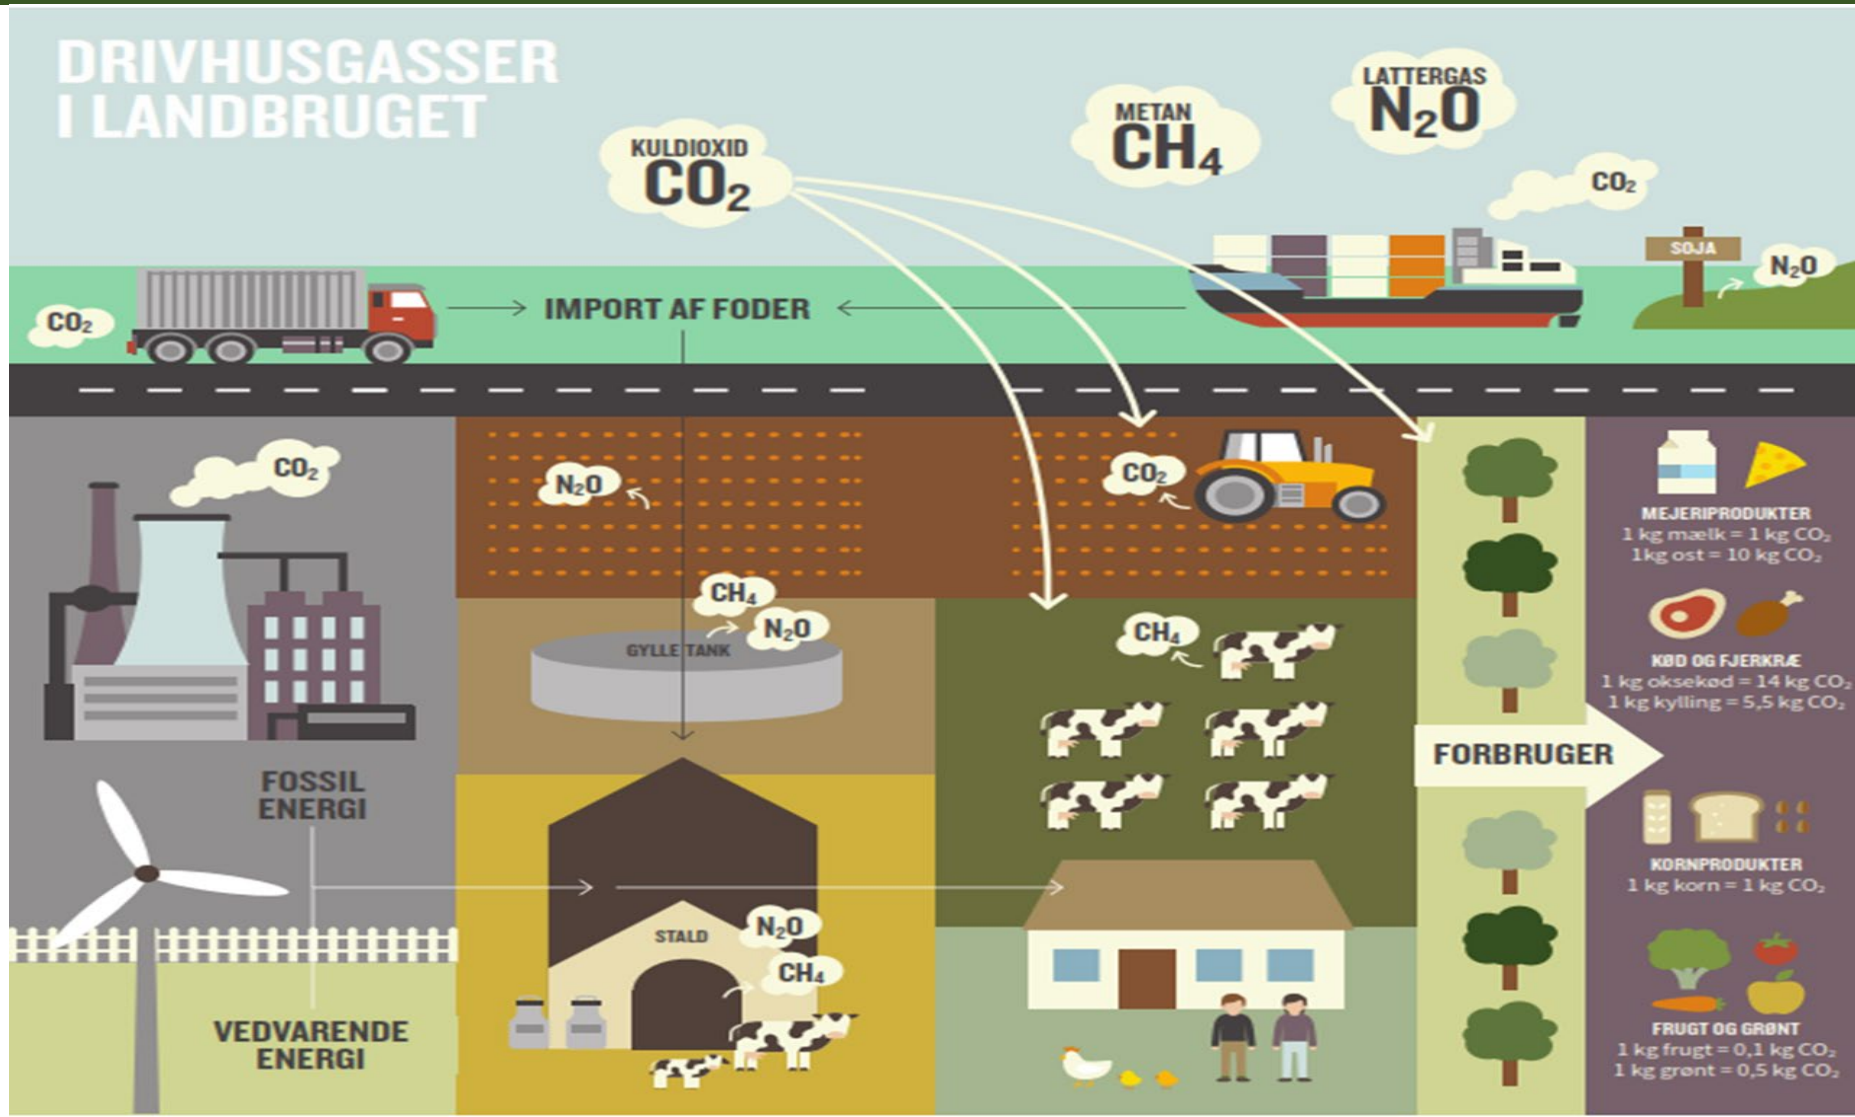 DRIVHUSGASSER
I LANDBRUGET
KULDIOXID
CO₂
METAN
CH₄
LATTERGAS
N₂O
CO₂
SOJA
N₂O
CO₂
IMPORT AF FODER
CO₂
N₂O
CO₂
CH₄
N₂O
GYLLE TANK
CH₄
FOSSIL
ENERGI
VEDVARENDE
ENERGI
STALD
N₂O
CH₄
FORBRUGER
MEJERIPRODUKTER
1 kg mælk = 1 kg CO₂
1kg ost = 10 kg CO₂
KØD OG FJERKRÆ
1 kg oksekød = 14 kg CO₂
1 kg kylling = 5,5 kg CO₂
KORNPRODUKTER
1 kg korn = 1 kg CO₂
FRUGT OG GRØNT
1 kg frugt = 0,1 kg CO₂
1 kg grønt = 0,5 kg CO₂